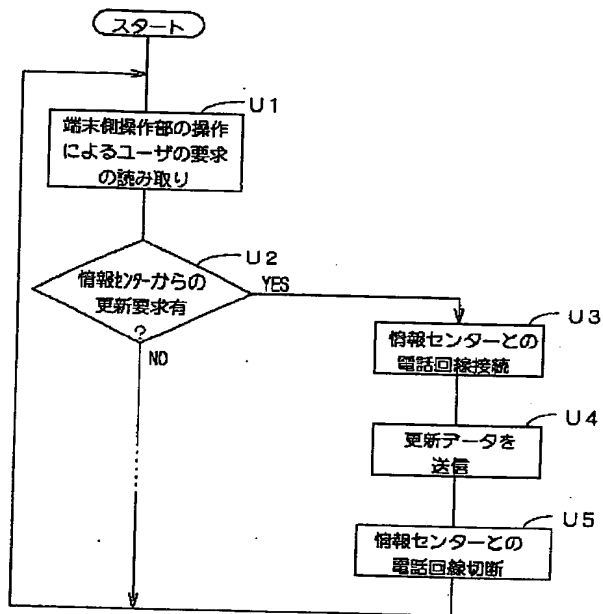 スタート
U1
端末側操作部の操作
によるユーザの要求
の読み取り
U2
情報センターからの
更新要求有
?
YES
NO
U3
情報センターとの
電話回線接続
U4
更新データを
送信
U5
情報センターとの
電話回線切断